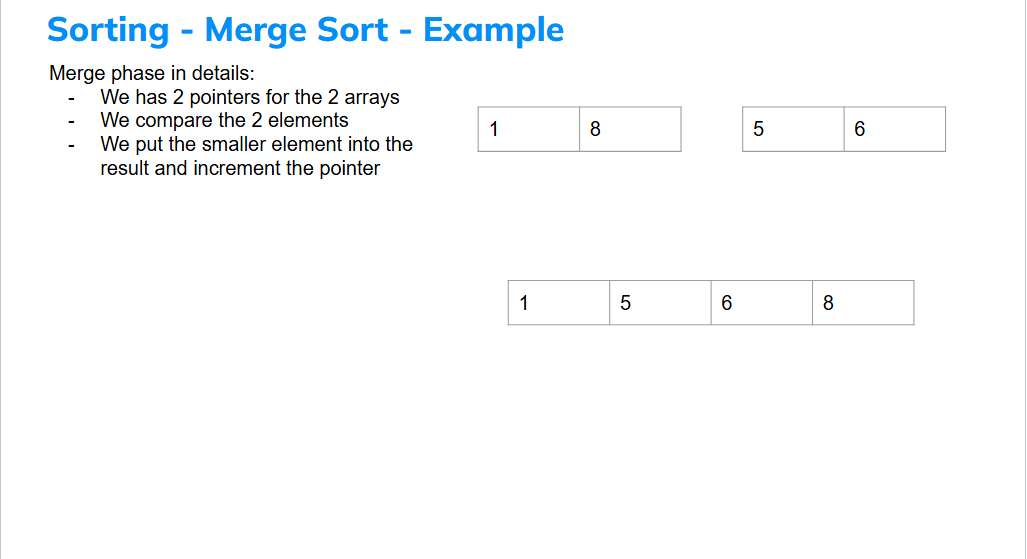 Sorting - Merge Sort - Example
Merge phase in details:
- We has 2 pointers for the 2 arrays
- We compare the 2 elements
- We put the smaller element into the
result and increment the pointer
1 8 5 6
1 5 6 8